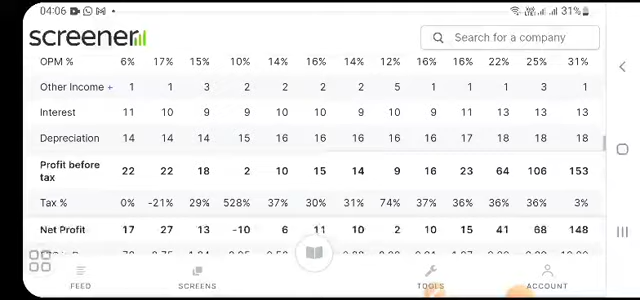 04:06 31%
screener Search for a company
OPM % 6% 17% 15% 10% 14% 16% 14% 12% 16% 16% 22% 25% 31%
Other Income + 1 1 3 2 2 2 2 5 1 1 1 3 1
Interest 11 10 9 9 10 10 9 10 9 11 13 13 13
Depreciation 14 14 14 15 16 16 16 16 16 17 18 18 18
Profit before
tax 22 22 18 2 10 15 14 9 16 23 64 106 153
Tax % 0% -21% 29% 528% 37% 30% 31% 74% 37% 36% 36% 36% 3%
Net Profit 17 27 13 -10 6 11 10 2 10 15 41 68 148
FEED SCREENS TOOLS ACCOUNT